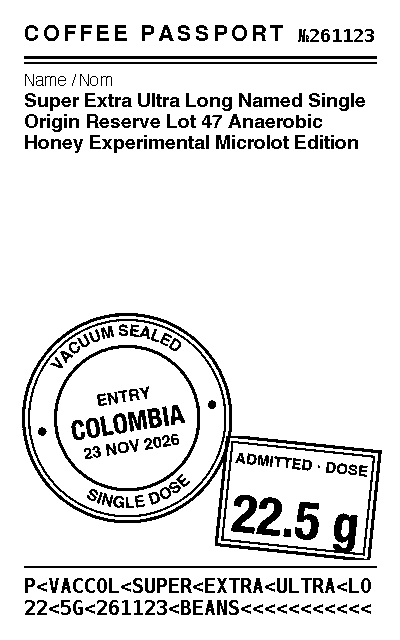 COFFEE PASSPORT №261123
Name / Nom
Super Extra Ultra Long Named Single
Origin Reserve Lot 47 Anaerobic
Honey Experimental Microlot Edition
VACUUM SEALED
ENTRY
COLOMBIA
23 NOV 2026
SINGLE DOSE
ADMITTED · DOSE
22.5 g
P<VACCOL<SUPER<EXTRA<ULTRA<LO
22<5G<261123<BEANS<<<<<<<<<<<